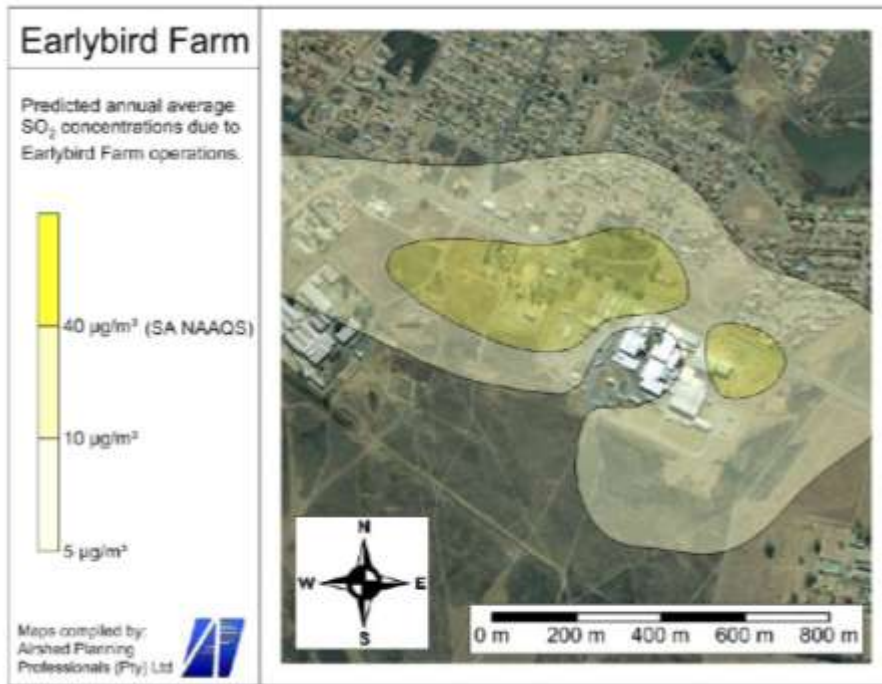 Earlybird Farm
Predicted annual average
SO₂ concentrations due to
Earlybird Farm operations.
40 µg/m³ (SA NAAQS)
10 µg/m³
5 µg/m³
Maps compiled by:
Airshed Planning
Professionals (Pty) Ltd
N
W E
S
0 m 200 m 400 m 600 m 800 m